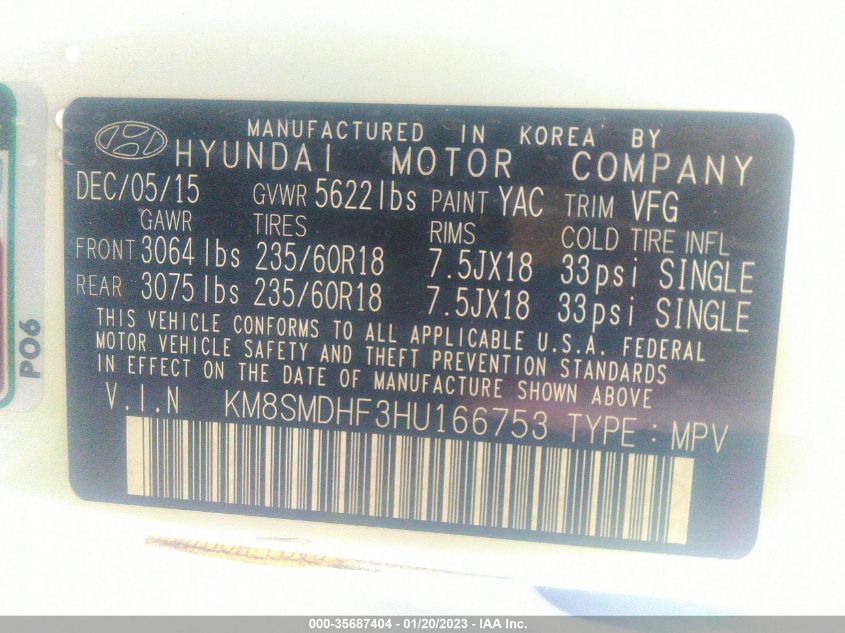 MANUFACTURED IN KOREA BY
HYUNDAI MOTOR COMPANY
DEC/05/15 GVWR 5622lbs PAINT YAC TRIM VFG
GAWR TIRES RIMS COLD TIRE INFL
FRONT 3064 lbs 235/60R18 7.5JX18 33psi SINGLE
REAR 3075 lbs 235/60R18 7.5JX18 33psi SINGLE
THIS VEHICLE CONFORMS TO ALL APPLICABLE U.S.A. FEDERAL
MOTOR VEHICLE SAFETY AND THEFT PREVENTION STANDARDS
IN EFFECT ON THE DATE OF MANUFACTURE SHOWN ABOVE
V.I.N KM8SMDHF3HU166753 TYPE : MPV
PO6
000-35687404 - 01/20/2023 - IAA Inc.